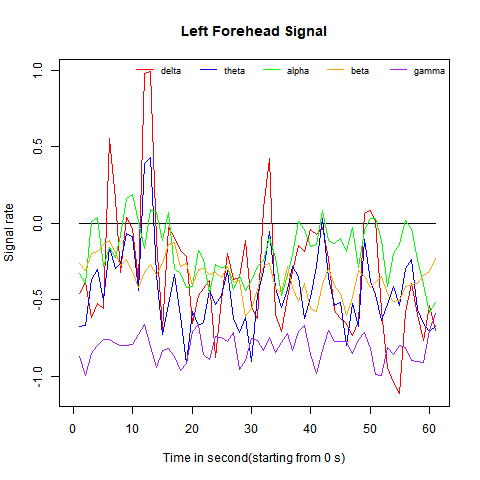 Left Forehead Signal
delta theta alpha beta gamma
1.0
0.5
0.0
-0.5
-1.0
Signal rate
0 10 20 30 40 50 60
Time in second(starting from 0 s)